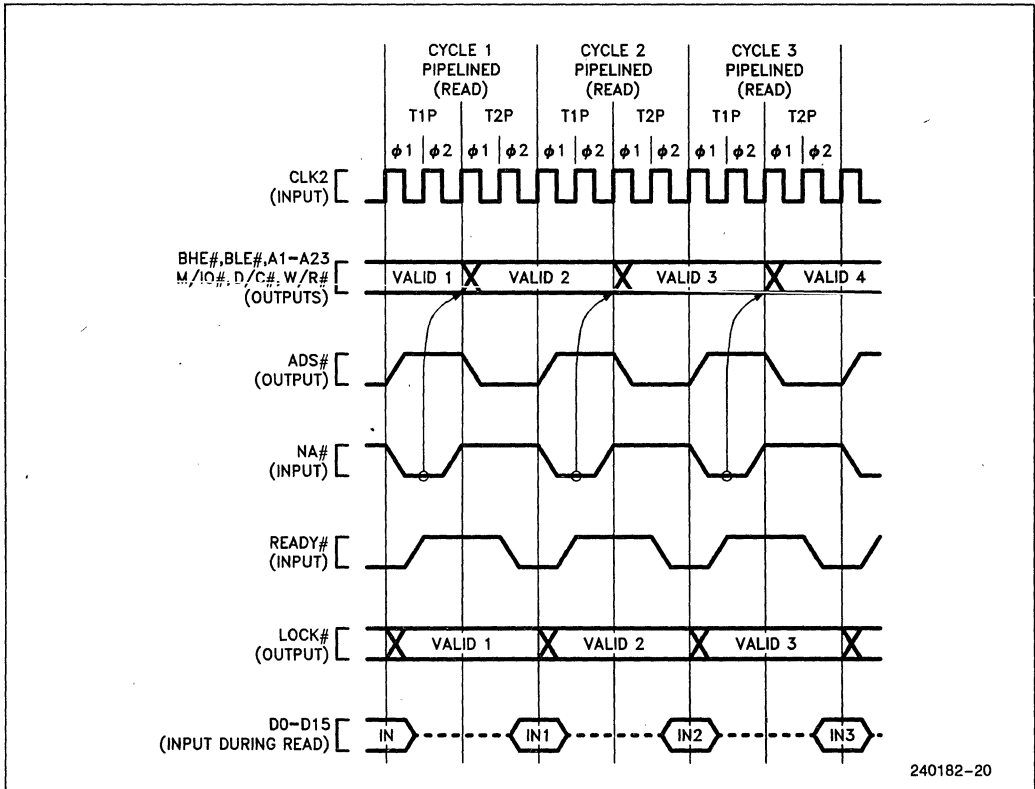 CYCLE 1 CYCLE 2 CYCLE 3
PIPELINED PIPELINED PIPELINED
(READ) (READ) (READ)
T1P T2P T1P T2P T1P T2P
ϕ1 ϕ2 ϕ1 ϕ2 ϕ1 ϕ2 ϕ1 ϕ2 ϕ1 ϕ2 ϕ1 ϕ2
CLK2
(INPUT)
BHE#,BLE#,A1-A23
M/IO#,D/C#,W/R#
(OUTPUTS)
VALID 1 VALID 2 VALID 3 VALID 4
ADS#
(OUTPUT)
NA#
(INPUT)
READY#
(INPUT)
LOCK#
(OUTPUT)
VALID 1 VALID 2 VALID 3
D0-D15
(INPUT DURING READ)
IN IN1 IN2 IN3
240182-20